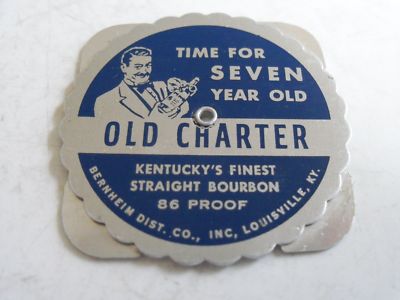 TIME FOR
SEVEN
YEAR OLD
OLD CHARTER
KENTUCKY'S FINEST
STRAIGHT BOURBON
86 PROOF
BERNHEIM DIST. CO., INC, LOUISVILLE, KY.